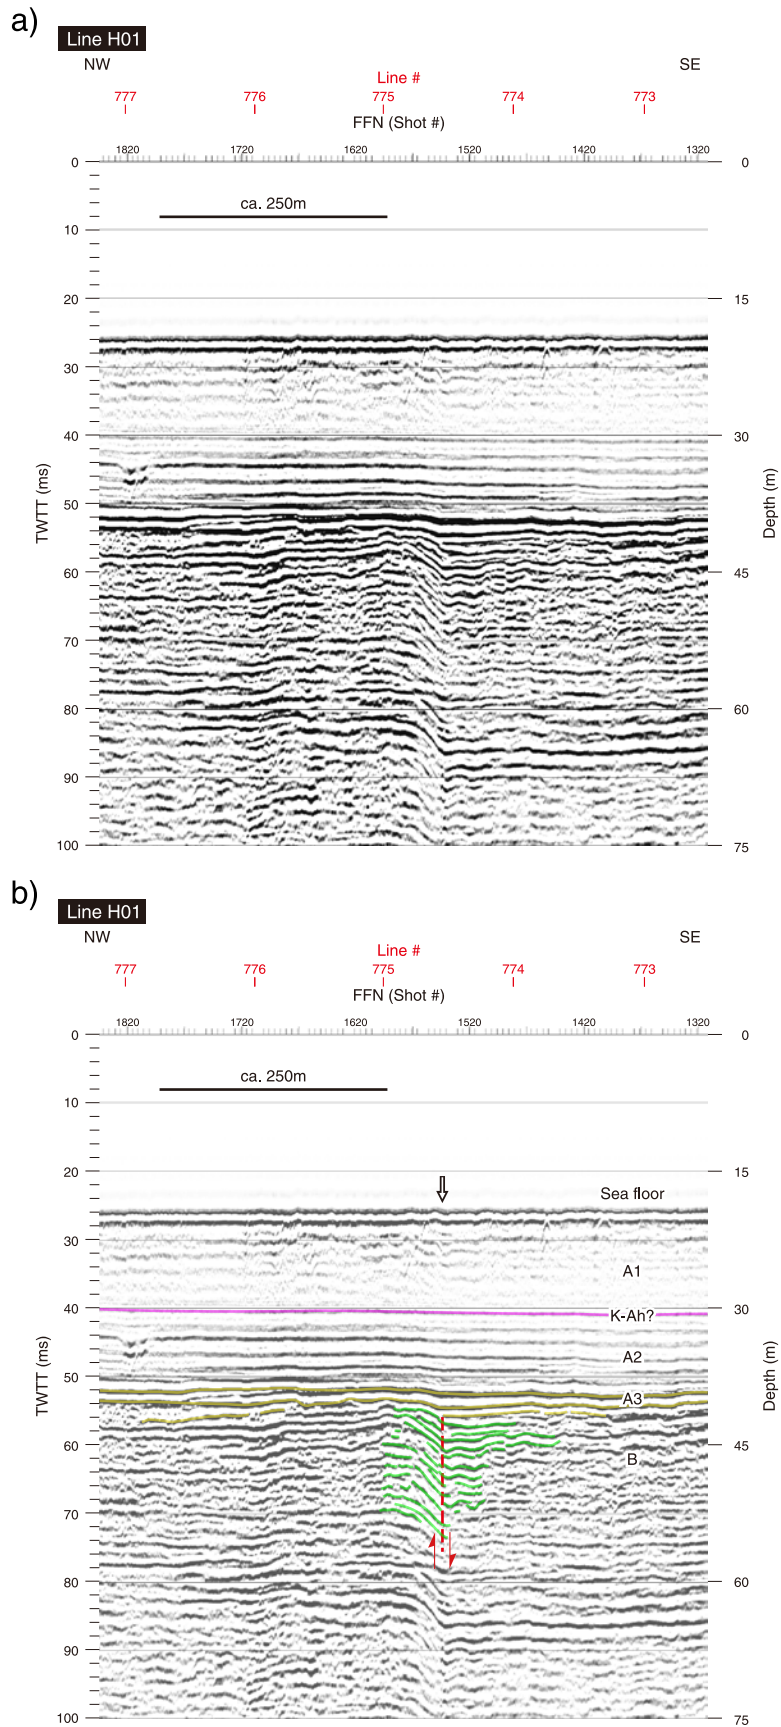 a)
Line H01
NW SE
Line #
777 776 775 774 773
FFN (Shot #)
1820 1720 1620 1520 1420 1320
0 0
ca. 250m
10
20 15
30
40 30
TWTT (ms)
Depth (m)
50
60 45
70
80 60
90
100 75
b)
Line H01
NW SE
Line #
777 776 775 774 773
FFN (Shot #)
1820 1720 1620 1520 1420 1320
0 0
ca. 250m
10
20 15
Sea floor
30
A1
40 30
K-Ah?
TWTT (ms)
Depth (m)
A2
50
A3
60 45
B
70
80 60
90
100 75